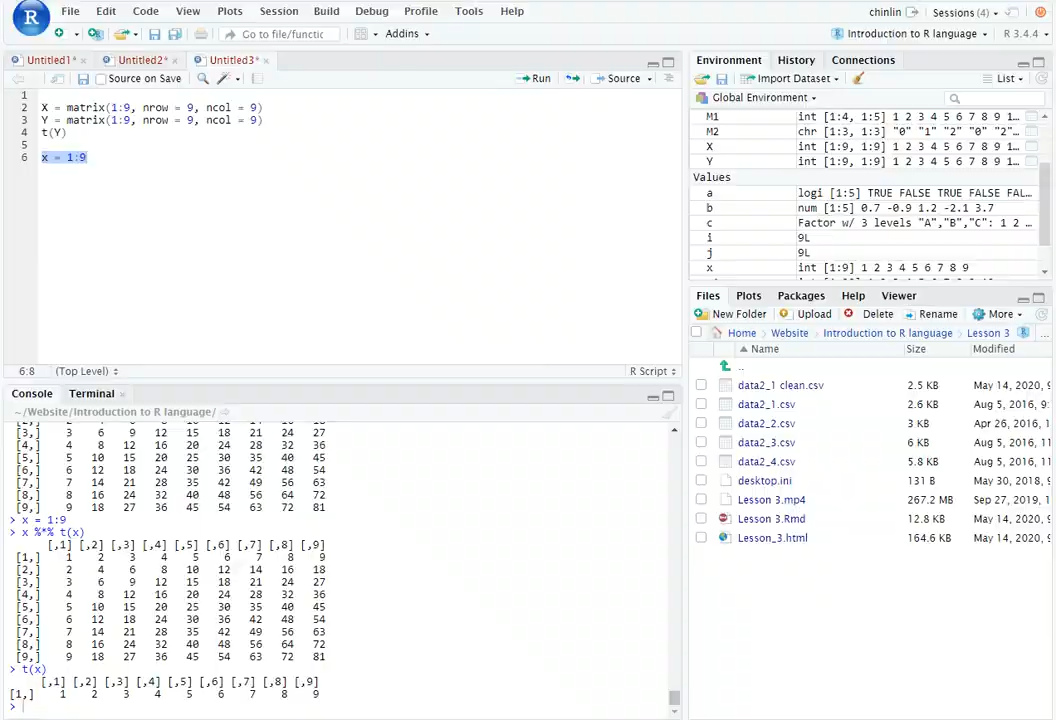 File Edit Code View Plots Session Build Debug Profile Tools Help chinlin Sessions (4)
R Go to file/functic Addins Introduction to R language R 3.4.4
Untitled1* × Untitled2* × Untitled3* ×
Source on Save Run Source
1
2 X = matrix(1:9, nrow = 9, ncol = 9)
3 Y = matrix(1:9, nrow = 9, ncol = 9)
4 t(Y)
5
6 x = 1:9
6:8 (Top Level) R Script
Console Terminal ×
~/Website/Introduction to R language/
[3,] 3 6 9 12 15 18 21 24 27
[4,] 4 8 12 16 20 24 28 32 36
[5,] 5 10 15 20 25 30 35 40 45
[6,] 6 12 18 24 30 36 42 48 54
[7,] 7 14 21 28 35 42 49 56 63
[8,] 8 16 24 32 40 48 56 64 72
[9,] 9 18 27 36 45 54 63 72 81
> x = 1:9
> x %*% t(x)
[,1] [,2] [,3] [,4] [,5] [,6] [,7] [,8] [,9]
[1,] 1 2 3 4 5 6 7 8 9
[2,] 2 4 6 8 10 12 14 16 18
[3,] 3 6 9 12 15 18 21 24 27
[4,] 4 8 12 16 20 24 28 32 36
[5,] 5 10 15 20 25 30 35 40 45
[6,] 6 12 18 24 30 36 42 48 54
[7,] 7 14 21 28 35 42 49 56 63
[8,] 8 16 24 32 40 48 56 64 72
[9,] 9 18 27 36 45 54 63 72 81
> t(x)
[,1] [,2] [,3] [,4] [,5] [,6] [,7] [,8] [,9]
[1,] 1 2 3 4 5 6 7 8 9
>
Environment History Connections
Import Dataset List
Global Environment
M1 int [1:4, 1:5] 1 2 3 4 5 6 7 8 9 1…
M2 chr [1:3, 1:3] "0" "1" "2" "0" "2"…
X int [1:9, 1:9] 1 2 3 4 5 6 7 8 9 1…
Y int [1:9, 1:9] 1 2 3 4 5 6 7 8 9 1…
Values
a logi [1:5] TRUE FALSE TRUE FALSE FAL…
b num [1:5] 0.7 -0.9 1.2 -2.1 3.7
c Factor w/ 3 levels "A","B","C": 1 2 …
i 9L
j 9L
x int [1:9] 1 2 3 4 5 6 7 8 9
Files Plots Packages Help Viewer
New Folder Upload Delete Rename More
Home Website Introduction to R language Lesson 3 ...
Name Size Modified
..
data2_1 clean.csv 2.5 KB May 14, 2020, 9
data2_1.csv 2.6 KB Aug 5, 2016, 9:
data2_2.csv 3 KB Apr 26, 2016, 1
data2_3.csv 6 KB Aug 5, 2016, 11
data2_4.csv 5.8 KB Aug 5, 2016, 11
desktop.ini 131 B May 30, 2018, 9
Lesson 3.mp4 267.2 MB Sep 27, 2019, 1
Lesson 3.Rmd 12.8 KB May 14, 2020, 9
Lesson_3.html 164.6 KB May 14, 2020, 9